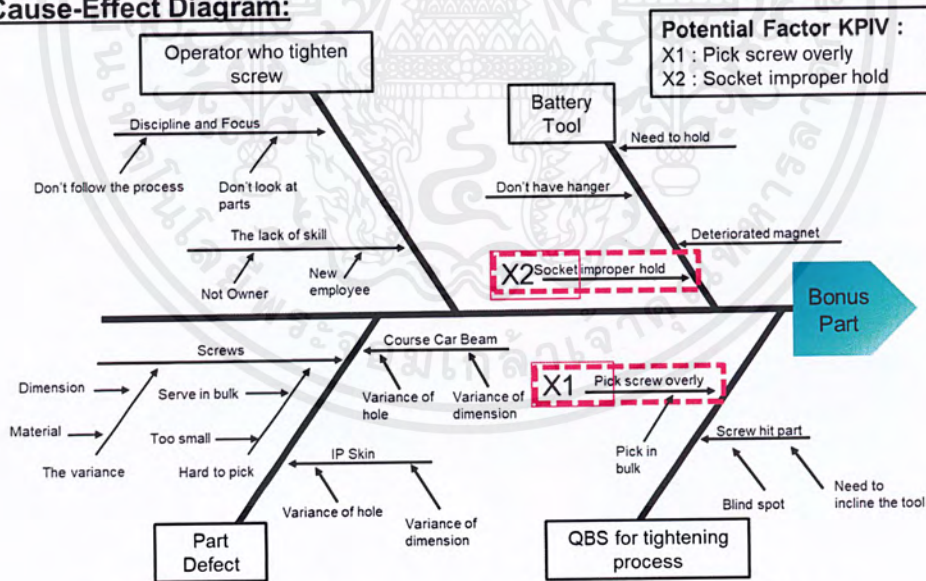 Cause-Effect Diagram:
Potential Factor KPIV :
X1 : Pick screw overly
X2 : Socket improper hold
Operator who tighten
screw
Battery
Tool
Discipline and Focus
Don't follow the process
Don't look at
parts
The lack of skill
Not Owner
New
employee
Need to hold
Don't have hanger
Deteriorated magnet
X2 Socket improper hold
Bonus
Part
Screws
Dimension
Material
The variance
Serve in bulk
Too small
Hard to pick
Course Car Beam
Variance of
hole
Variance of
dimension
IP Skin
Variance of hole
Variance of
dimension
X1 Pick screw overly
Pick in
bulk
Screw hit part
Blind spot
Need to
incline the tool
Part
Defect
QBS for tightening
process